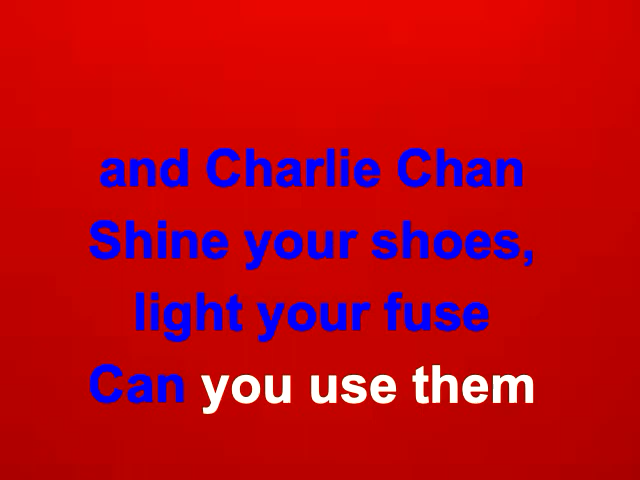 and Charlie Chan
Shine your shoes,
light your fuse
Can you use them